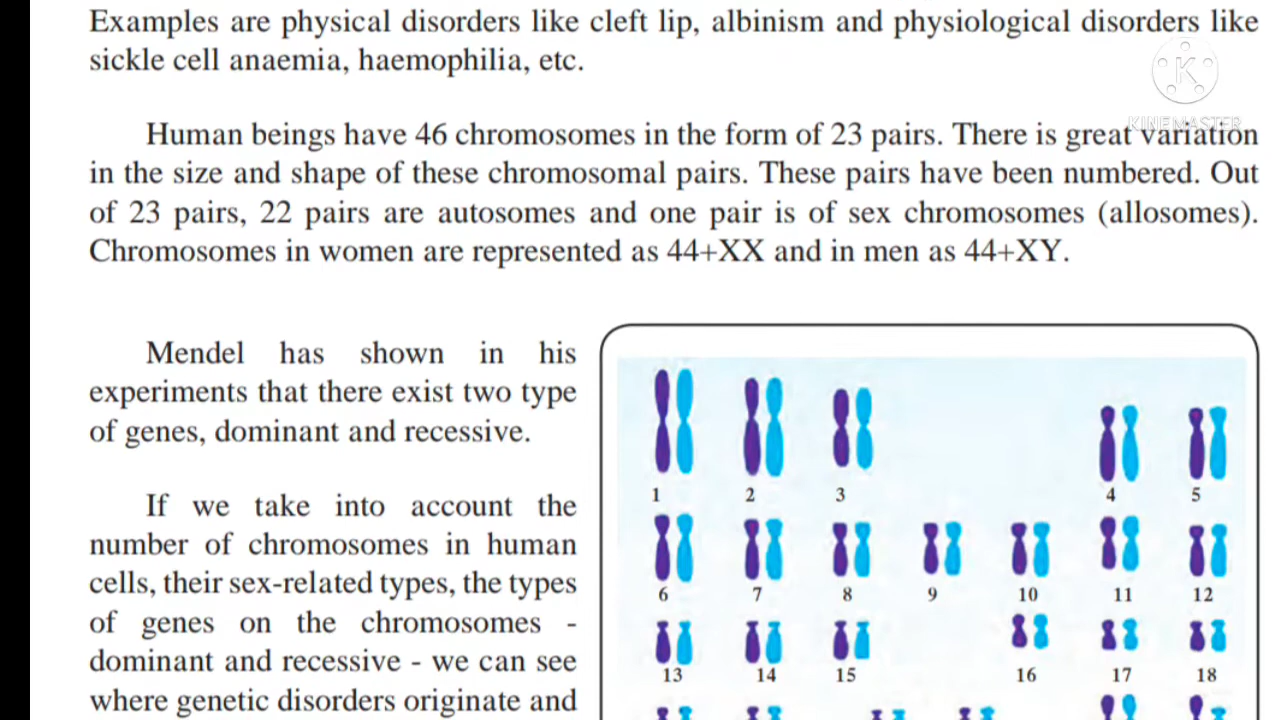 Examples are physical disorders like cleft lip, albinism and physiological disorders like
sickle cell anaemia, haemophilia, etc.
K
KINEMASTER
Human beings have 46 chromosomes in the form of 23 pairs. There is great variation
in the size and shape of these chromosomal pairs. These pairs have been numbered. Out
of 23 pairs, 22 pairs are autosomes and one pair is of sex chromosomes (allosomes).
Chromosomes in women are represented as 44+XX and in men as 44+XY.
Mendel has shown in his
experiments that there exist two type
of genes, dominant and recessive.
If we take into account the
number of chromosomes in human
cells, their sex-related types, the types
of genes on the chromosomes -
dominant and recessive - we can see
where genetic disorders originate and
1 2 3 4 5
6 7 8 9 10 11 12
13 14 15 16 17 18